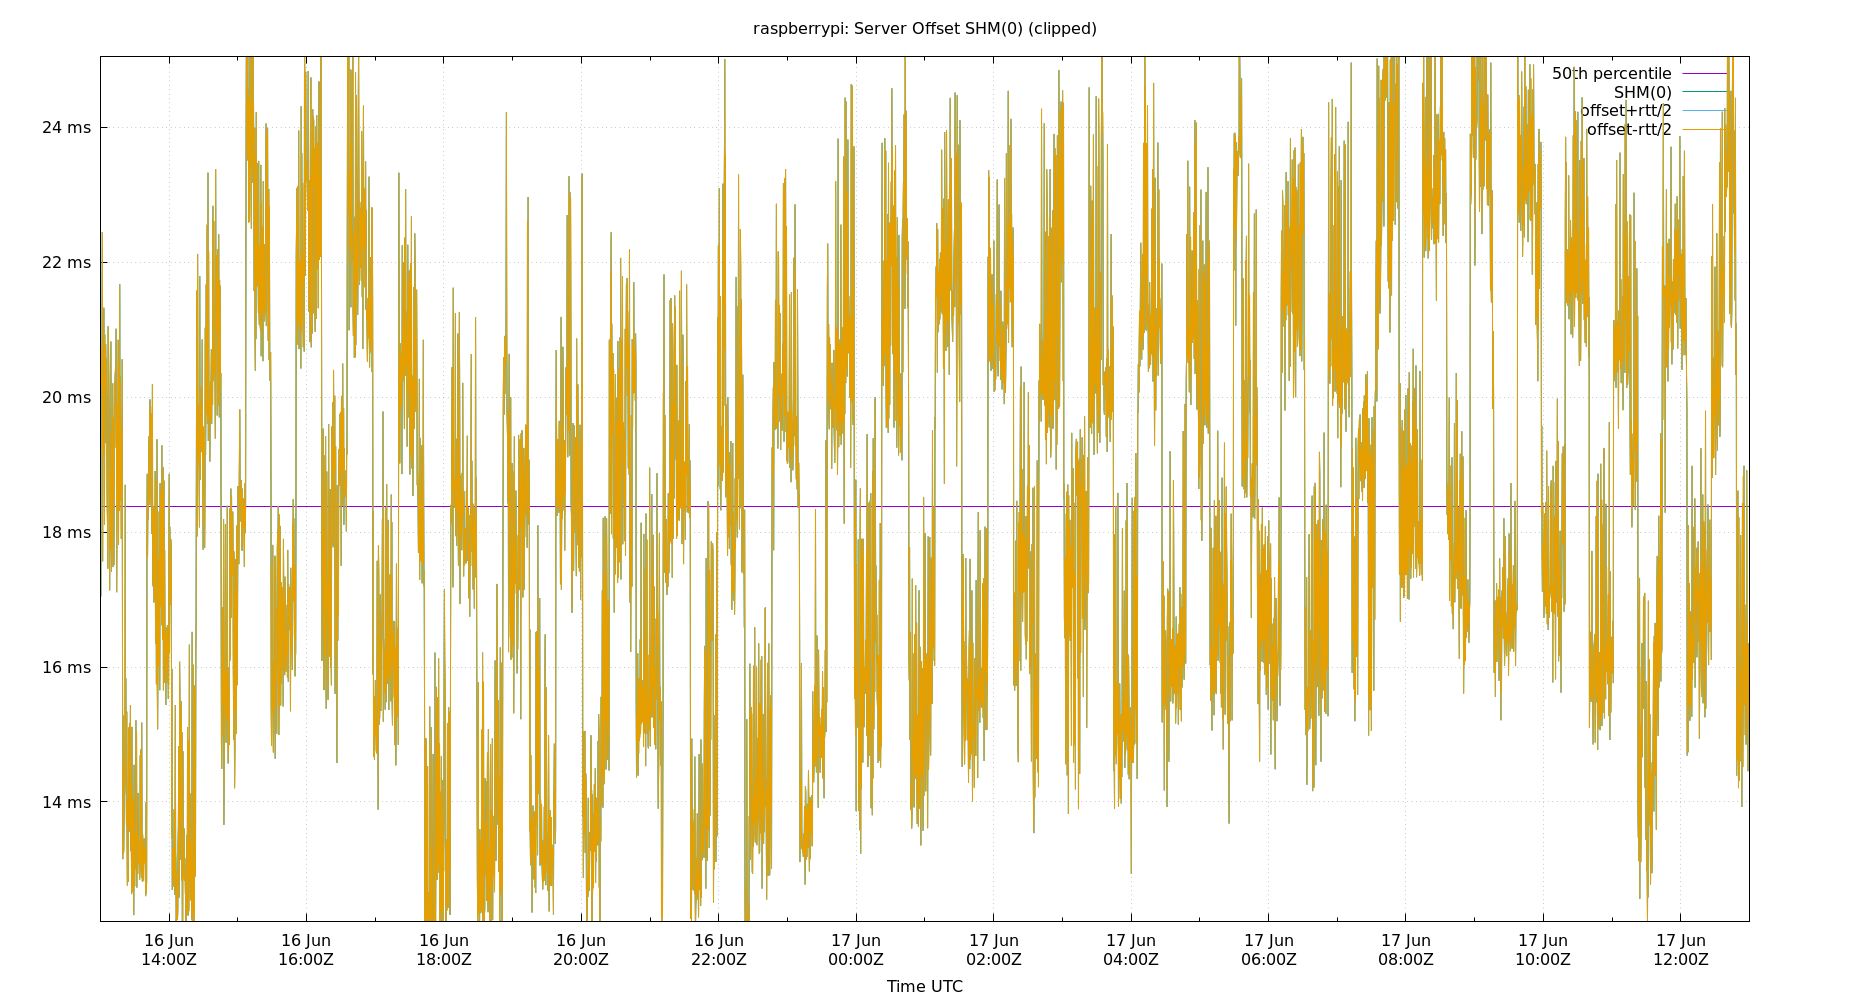 raspberrypi: Server Offset SHM(0) (clipped)
50th percentile
SHM(0)
offset+rtt/2
offset-rtt/2
24 ms
22 ms
20 ms
18 ms
16 ms
14 ms
16 Jun 16 Jun 16 Jun 16 Jun 16 Jun 17 Jun 17 Jun 17 Jun 17 Jun 17 Jun 17 Jun 17 Jun
14:00Z 16:00Z 18:00Z 20:00Z 22:00Z 00:00Z 02:00Z 04:00Z 06:00Z 08:00Z 10:00Z 12:00Z
Time UTC